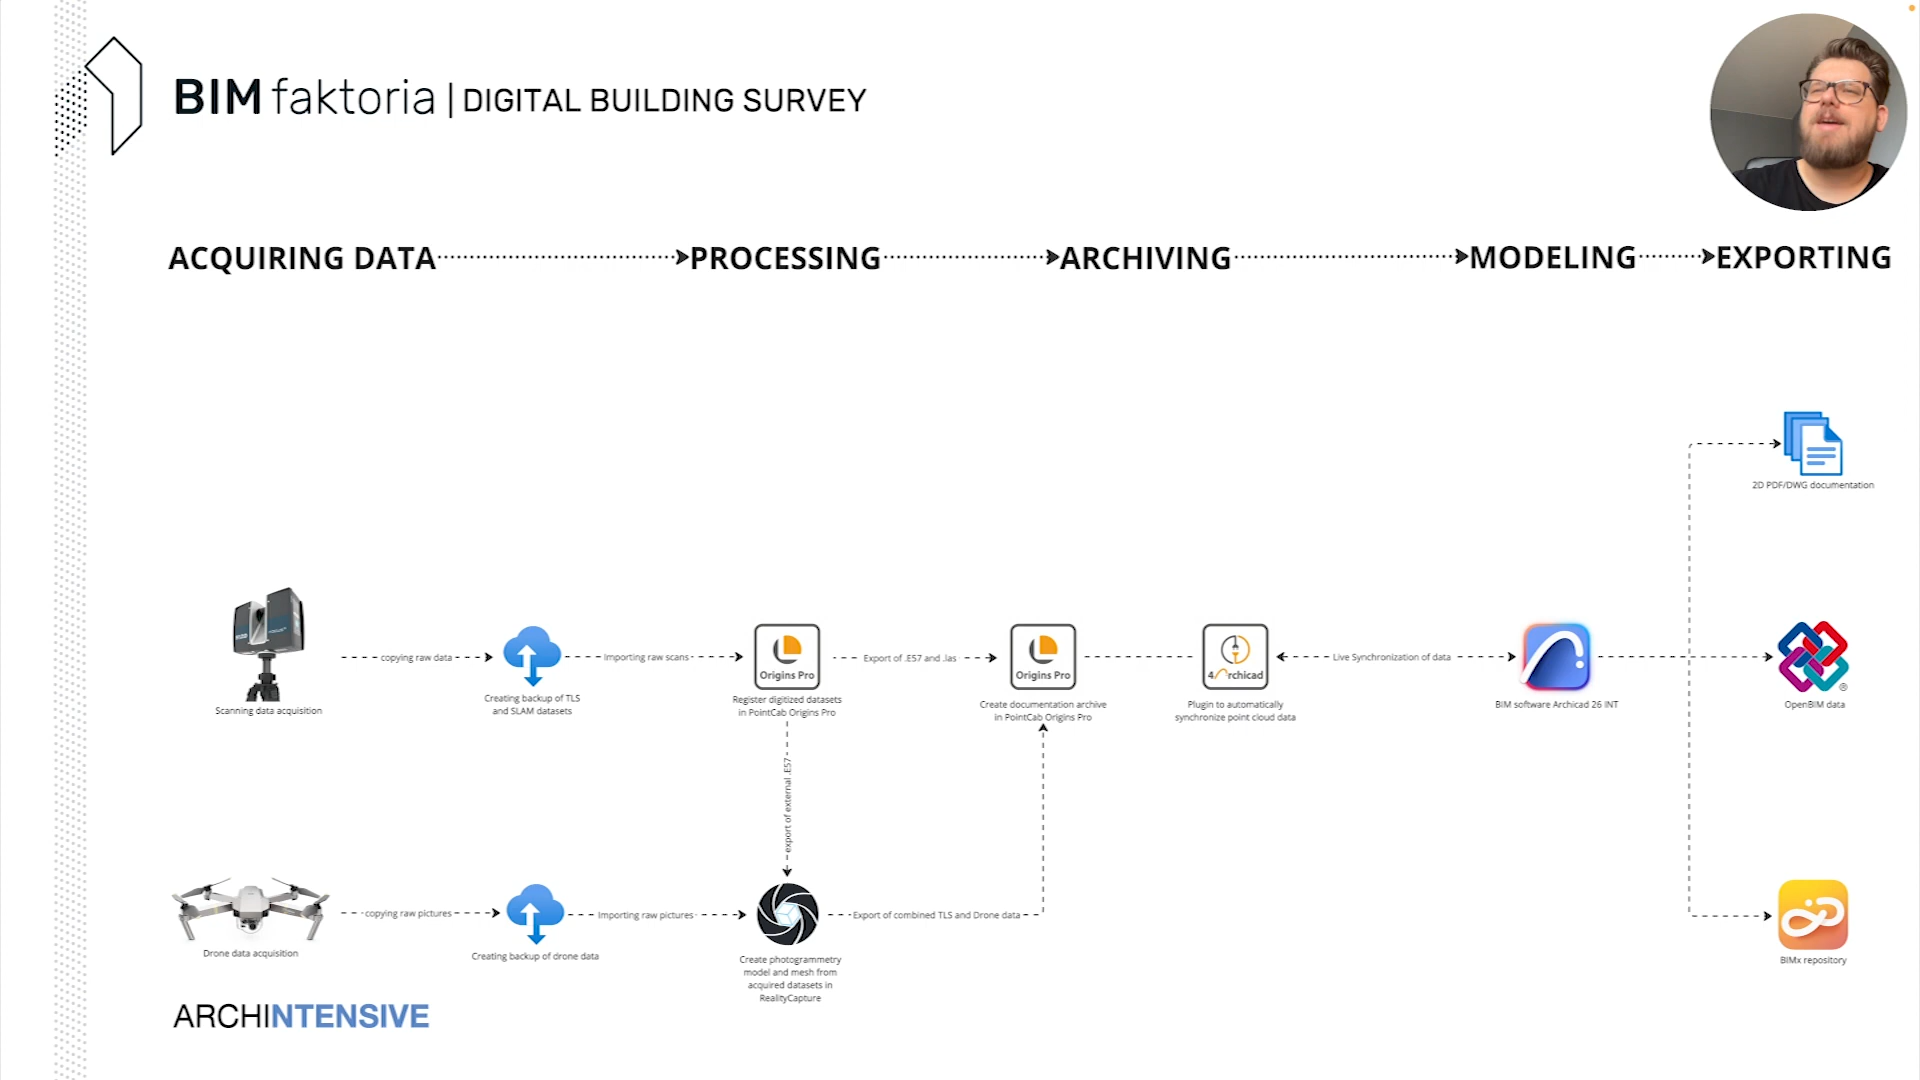 BIM faktoria | DIGITAL BUILDING SURVEY
ACQUIRING DATA
PROCESSING
ARCHIVING
MODELING
EXPORTING
2D PDF/DWG documentation
Scanning data acquisition
copying raw data
Creating backup of TLS
and SLAM datasets
Importing raw scans
Origins Pro
Register digitized datasets
in PointCab Origins Pro
Export of .E57 and .las
Origins Pro
Create documentation archive
in PointCab Origins Pro
4Archicad
Plugin to automatically
synchronize point cloud data
Live Synchronization of data
BIM software Archicad 26 INT
®
OpenBIM data
export of external .E57
Drone data acquisition
copying raw pictures
Creating backup of drone data
Importing raw pictures
Create photogrammetry
model and mesh from
acquired datasets in
RealityCapture
Export of combined TLS and Drone data
BIMx repository
ARCHINTENSIVE